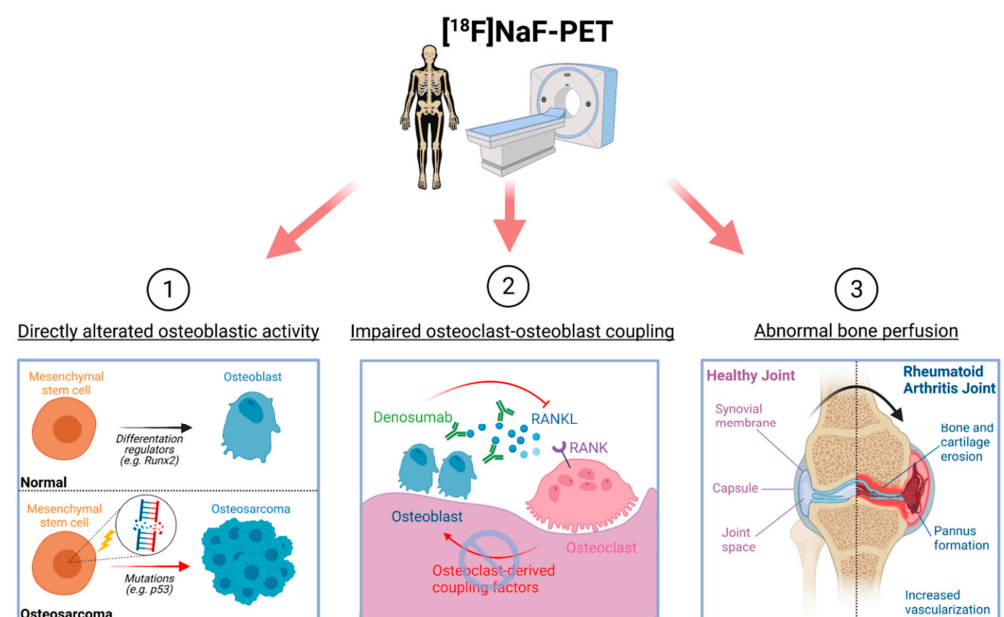 [¹⁸F]NaF-PET
1
Directly alterated osteoblastic activity
Mesenchymal
stem cell
Osteoblast
Differentation
regulators
(e.g. Runx2)
Normal
Mesenchymal
stem cell
Osteosarcoma
Mutations
(e.g. p53)
Osteosarcoma
2
Impaired osteoclast-osteoblast coupling
Denosumab
RANKL
RANK
Osteoblast
Osteoclast
Osteoclast-derived
coupling factors
3
Abnormal bone perfusion
Healthy Joint
Rheumatoid
Arthritis Joint
Synovial
membrane
Bone and
cartilage
erosion
Capsule
Joint
space
Pannus
formation
Increased
vascularization